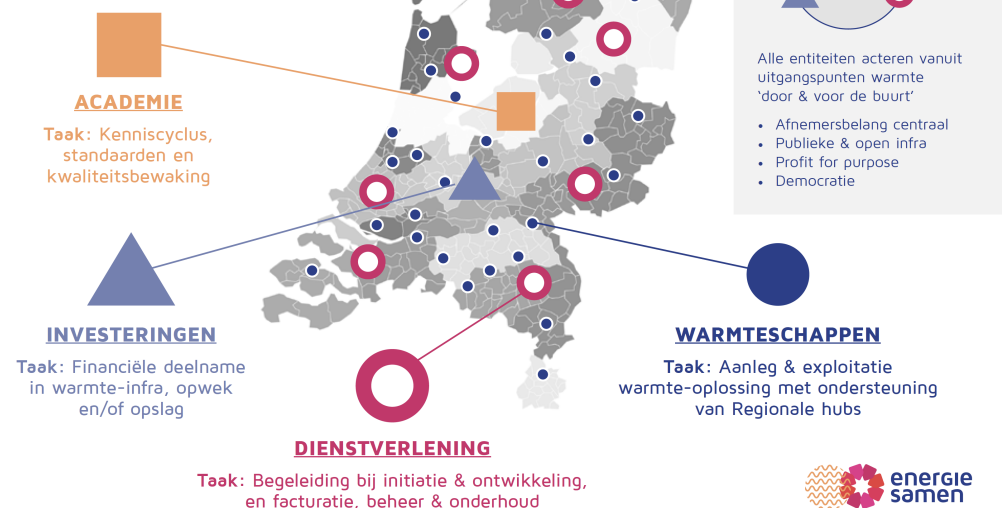 Alle entiteiten acteren vanuit
uitgangspunten warmte
‘door & voor de buurt’
• Afnemersbelang centraal
• Publieke & open infra
• Profit for purpose
• Democratie
ACADEMIE
Taak: Kenniscyclus,
standaarden en
kwaliteitsbewaking
INVESTERINGEN
Taak: Financiële deelname
in warmte-infra, opwek
en/of opslag
WARMTESCHAPPEN
Taak: Aanleg & exploitatie
warmte-oplossing met ondersteuning
van Regionale hubs
DIENSTVERLENING
Taak: Begeleiding bij initiatie & ontwikkeling,
en facturatie, beheer & onderhoud
energie
samen